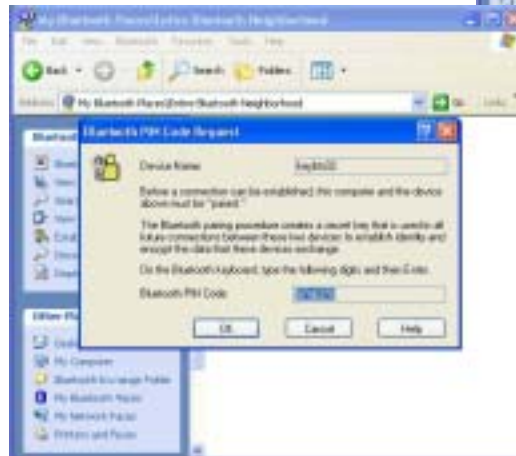 My Bluetooth Places\Entire Bluetooth Neighborhood
File Edit View Bluetooth Favorites Tools Help
Back Search Folders
Address My Bluetooth Places\Entire Bluetooth Neighborhood Go Links
Bluetooth
Bluetooth PIN Code Request
Device Name:
Before a connection can be established, this computer and the device
above must be "paired."
The Bluetooth pairing procedure creates a secret key that is used in all
future connections between these two devices to establish identity and
encrypt the data that these devices exchange.
On the Bluetooth keyboard, type the following digits and then Enter.
Bluetooth PIN Code:
OK Cancel Help
View
View
Other
My Computer
Bluetooth Exchange Folder
My Bluetooth Places
My Network Places
Printers and Faxes